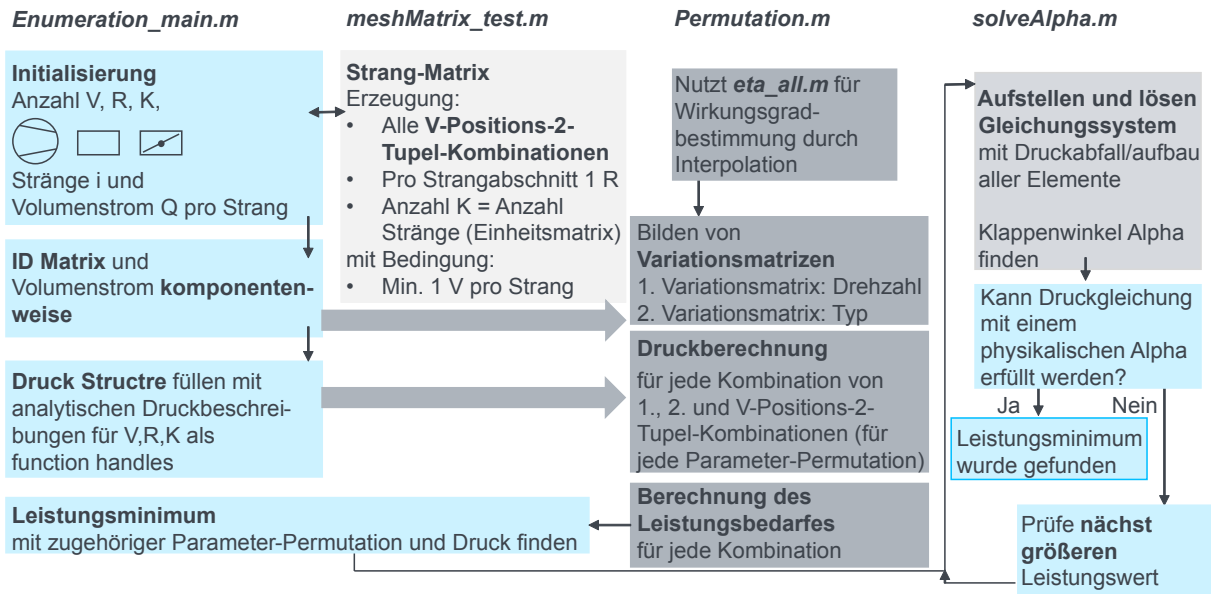 Enumeration_main.m
Initialisierung
Anzahl V, R, K,
Stränge i und
Volumenstrom Q pro Strang
ID Matrix und
Volumenstrom komponenten-
weise
Druck Structre füllen mit
analytischen Druckbeschrei-
bungen für V,R,K als
function handles
Leistungsminimum
mit zugehöriger Parameter-Permutation und Druck finden
meshMatrix_test.m
Strang-Matrix
Erzeugung:
• Alle V-Positions-2-
Tupel-Kombinationen
• Pro Strangabschnitt 1 R
• Anzahl K = Anzahl
Stränge (Einheitsmatrix)
mit Bedingung:
• Min. 1 V pro Strang
Permutation.m
Nutzt eta_all.m für
Wirkungsgrad-
bestimmung durch
Interpolation
Bilden von
Variationsmatrizen
1. Variationsmatrix: Drehzahl
2. Variationsmatrix: Typ
Druckberechnung
für jede Kombination von
1., 2. und V-Positions-2-
Tupel-Kombinationen (für
jede Parameter-Permutation)
Berechnung des
Leistungsbedarfes
für jede Kombination
solveAlpha.m
Aufstellen und lösen
Gleichungssystem
mit Druckabfall/aufbau
aller Elemente
Klappenwinkel Alpha
finden
Kann Druckgleichung
mit einem
physikalischen Alpha
erfüllt werden?
Ja
Nein
Leistungsminimum
wurde gefunden
Prüfe nächst
größeren
Leistungswert